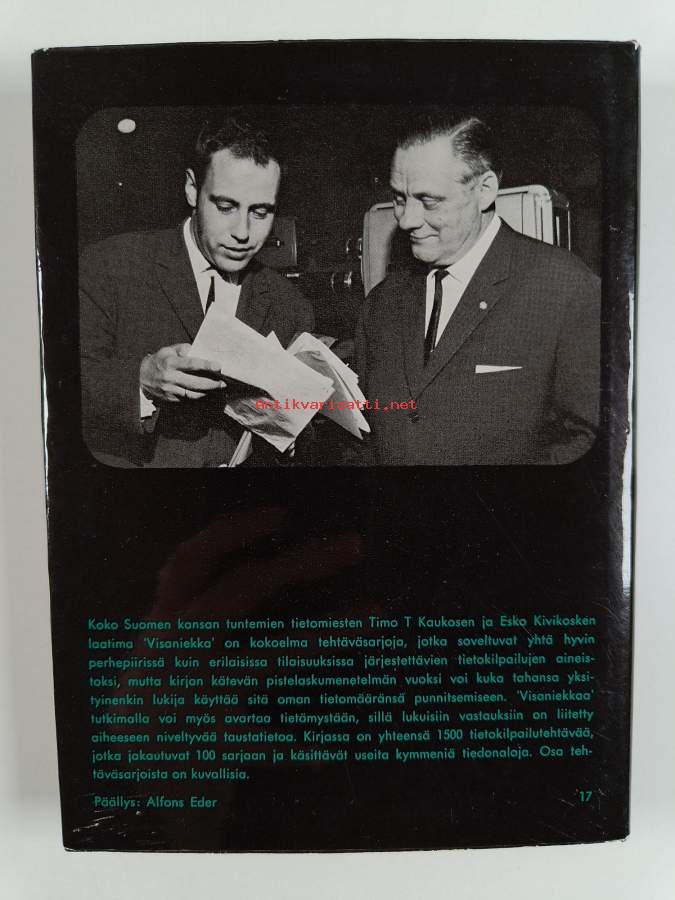 Antikvariaatti.net
Koko Suomen kansan tuntemien tietomiesten Timo T Kaukosen ja Esko Kivikosken
laatima 'Visaniekka' on kokoelma tehtäväsarjoja, jotka soveltuvat yhtä hyvin
perhepiirissä kuin erilaisissa tilaisuuksissa järjestettävien tietokilpailujen aineis-
toksi, mutta kirjan kätevän pistelaskumenetelmän vuoksi voi kuka tahansa yksi-
tyinenkin lukija käyttää sitä oman tietomääränsä punnitsemiseen. 'Visaniekkaa'
tutkimalla voi myös avartaa tietämystään, sillä lukuisiin vastauksiin on liitetty
aiheeseen niveltyvää taustatietoa. Kirjassa on yhteensä 1500 tietokilpailutehtävää,
jotka jakautuvat 100 sarjaan ja käsittävät useita kymmeniä tiedonaloja. Osa teh-
täväsarjoista on kuvallisia.
Päällys: Alfons Eder 17